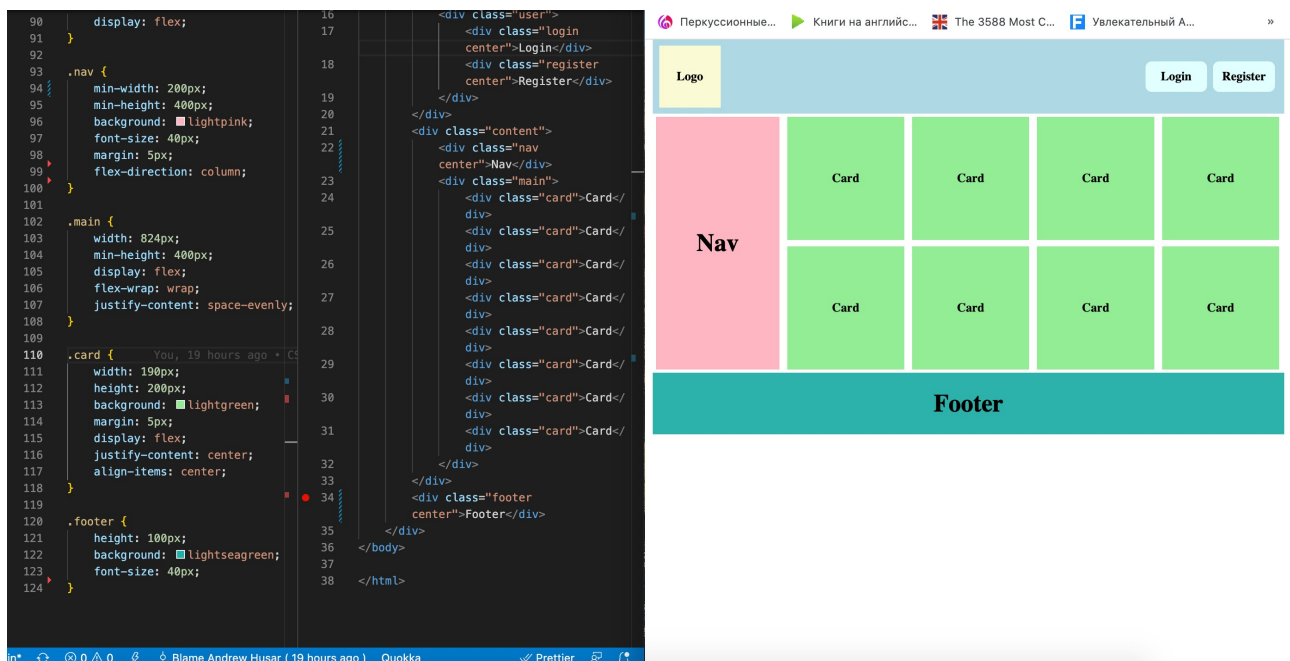 90 display: flex;
91 }
92
93 .nav {
94 min-width: 200px;
95 min-height: 400px;
96 background: lightpink;
97 font-size: 40px;
98 margin: 5px;
99 flex-direction: column;
100 }
101
102 .main {
103 width: 824px;
104 min-height: 400px;
105 display: flex;
106 flex-wrap: wrap;
107 justify-content: space-evenly;
108 }
109
110 .card { You, 19 hours ago • CS
111 width: 190px;
112 height: 200px;
113 background: lightgreen;
114 margin: 5px;
115 display: flex;
116 justify-content: center;
117 align-items: center;
118 }
119
120 .footer {
121 height: 100px;
122 background: lightseagreen;
123 font-size: 40px;
124 }
16 <div class="user">
17 <div class="login
center">Login</div>
18 <div class="register
center">Register</div>
19 </div>
20 </div>
21 <div class="content">
22 <div class="nav
center">Nav</div>
23 <div class="main">
24 <div class="card">Card</
div>
25 <div class="card">Card</
div>
26 <div class="card">Card</
div>
27 <div class="card">Card</
div>
28 <div class="card">Card</
div>
29 <div class="card">Card</
div>
30 <div class="card">Card</
div>
31 <div class="card">Card</
div>
32 </div>
33 </div>
34 <div class="footer
center">Footer</div>
35 </div>
36 </body>
37
38 </html>
in* 0 0 Blame Andrew Husar ( 19 hours ago ) Quokka Prettier
Перкуссионные... Книги на английс... The 3588 Most C... Увлекательный А... »
Logo Login Register
Nav
Card Card Card Card
Card Card Card Card
Footer